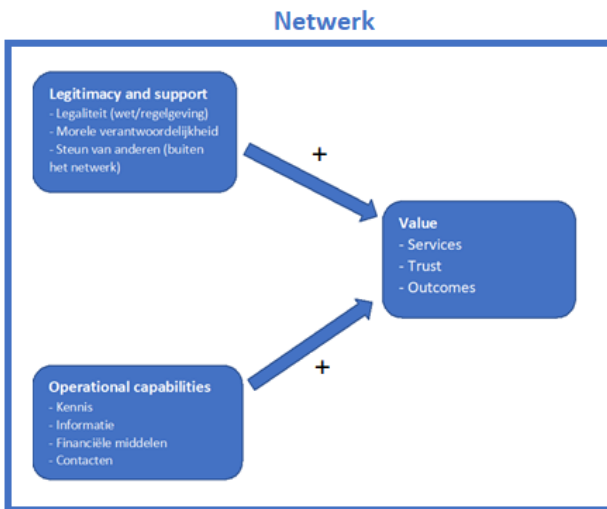 Netwerk
Legitimacy and support
- Legaliteit (wet/regelgeving)
- Morele verantwoordelijkheid
- Steun van anderen (buiten
het netwerk)
+
Value
- Services
- Trust
- Outcomes
+
Operational capabilities
- Kennis
- Informatie
- Financiële middelen
- Contacten